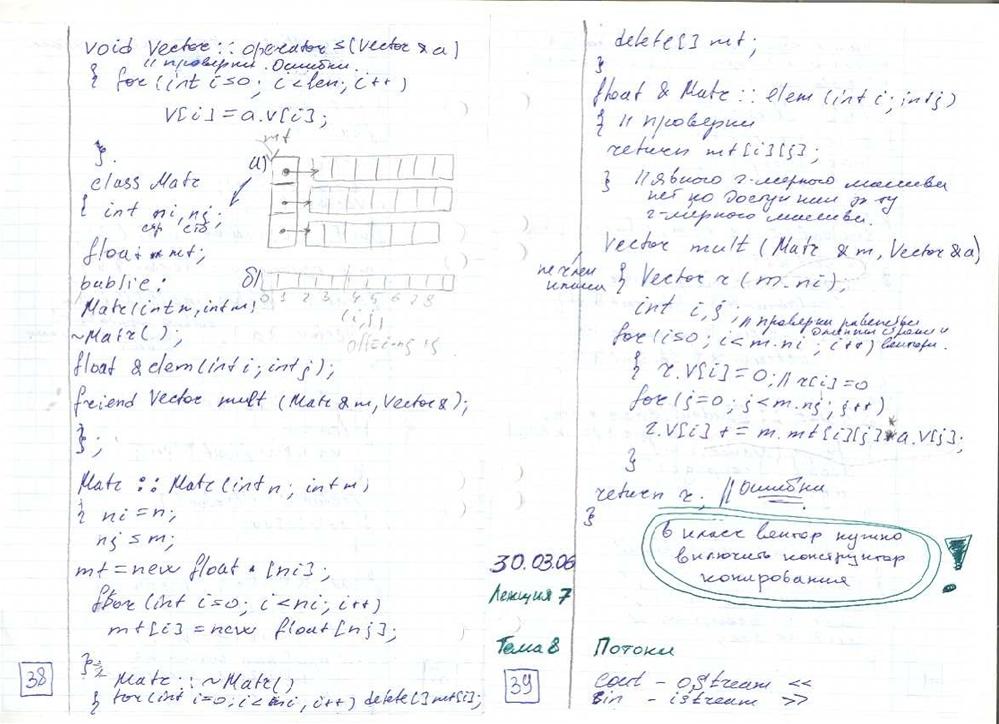 void Vector :: operator=(Vector & a)
// проверки. Ошибки.
{ for(int i=0; i<len; i++)
v[i]=a.v[i];
}.
mt
а)
class Matr
{ int ni, nj;
стр стб
float **mt;
public:
б)
0 1 2 3 4 5 6 7 8
(i,j)
Matr(int n, int m)
~Matr();
float & elem(int i; int j);
friend Vector mult (Matr & m, Vector &);
};
Matr :: Matr(int n; int m)
{ ni=n;
nj=m;
mt=new float * [ni];
for(int i=0; i<ni; i++)
mt[i]=new float[nj];
}
Matr :: ~Matr()
{ for(int i=0; i<ni, i++) delete[] mt[i];
38
delete[] mt;
}
float & Matr :: elem(int i; int j)
{ // проверки
return mt[i][j];
} // явного 2-мерного массива
нет но доступ как к
2-мерного массива.
Vector mult (Matr & m, Vector & a)
не член
класса
{ Vector r(m.ni);
int i, j; // проверки равенства
длины строки и
for(i=0; i<m.ni; i++) вектора.
{ r.v[i]=0; // r[i]=0
for(j=0; j<m.nj; j++)
r.v[i] += m.mt[i][j]*a.v[j];
}
return r. // Ошибки
}
В класс вектор нужно
включить конструктор
копирования
!
30.03.06
Лекция 7
Тема 8 Потоки
cout - ostream <<
cin - istream >>
39